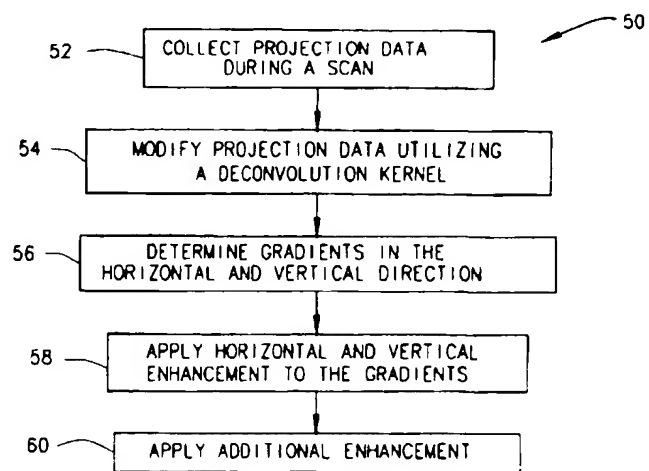 50
52
COLLECT PROJECTION DATA
DURING A SCAN
54
MODIFY PROJECTION DATA UTILIZING
A DECONVOLUTION KERNEL
56
DETERMINE GRADIENTS IN THE
HORIZONTAL AND VERTICAL DIRECTION
58
APPLY HORIZONTAL AND VERTICAL
ENHANCEMENT TO THE GRADIENTS
60
APPLY ADDITIONAL ENHANCEMENT